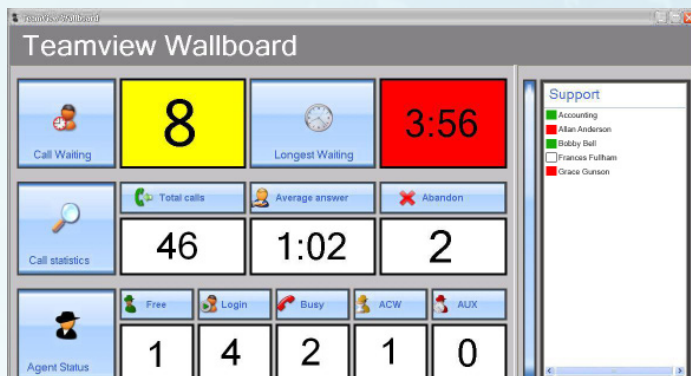 Teamview Wallboard
Teamview Wallboard
Call Waiting
8
Longest Waiting
3:56
Call statistics
Total calls
Average answer
Abandon
46
1:02
2
Agent Status
Free
Login
Busy
ACW
AUX
1
4
2
1
0
Support
Accounting
Allan Anderson
Bobby Bell
Frances Fullham
Grace Gunson